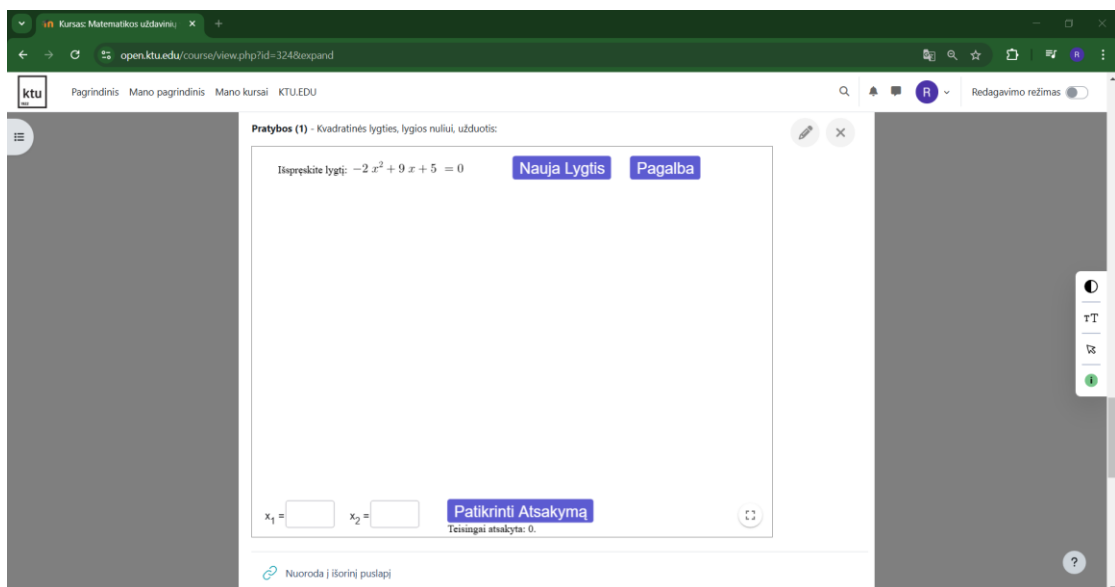 Kursas: Matematikos uždavinių
open.ktu.edu/course/view.php?id=324&expand
R
ktu
1922
Pagrindinis Mano pagrindinis Mano kursai KTU.EDU
R
Redagavimo režimas
Pratybos (1) - Kvadratinės lygties, lygios nuliui, užduotis:
Išspręskite lygtį: −2 x² + 9 x + 5 = 0
Nauja Lygtis
Pagalba
тT
x₁ =
x₂ =
Patikrinti Atsakymą
Teisingai atsakyta: 0.
Nuoroda į išorinį puslapį
?